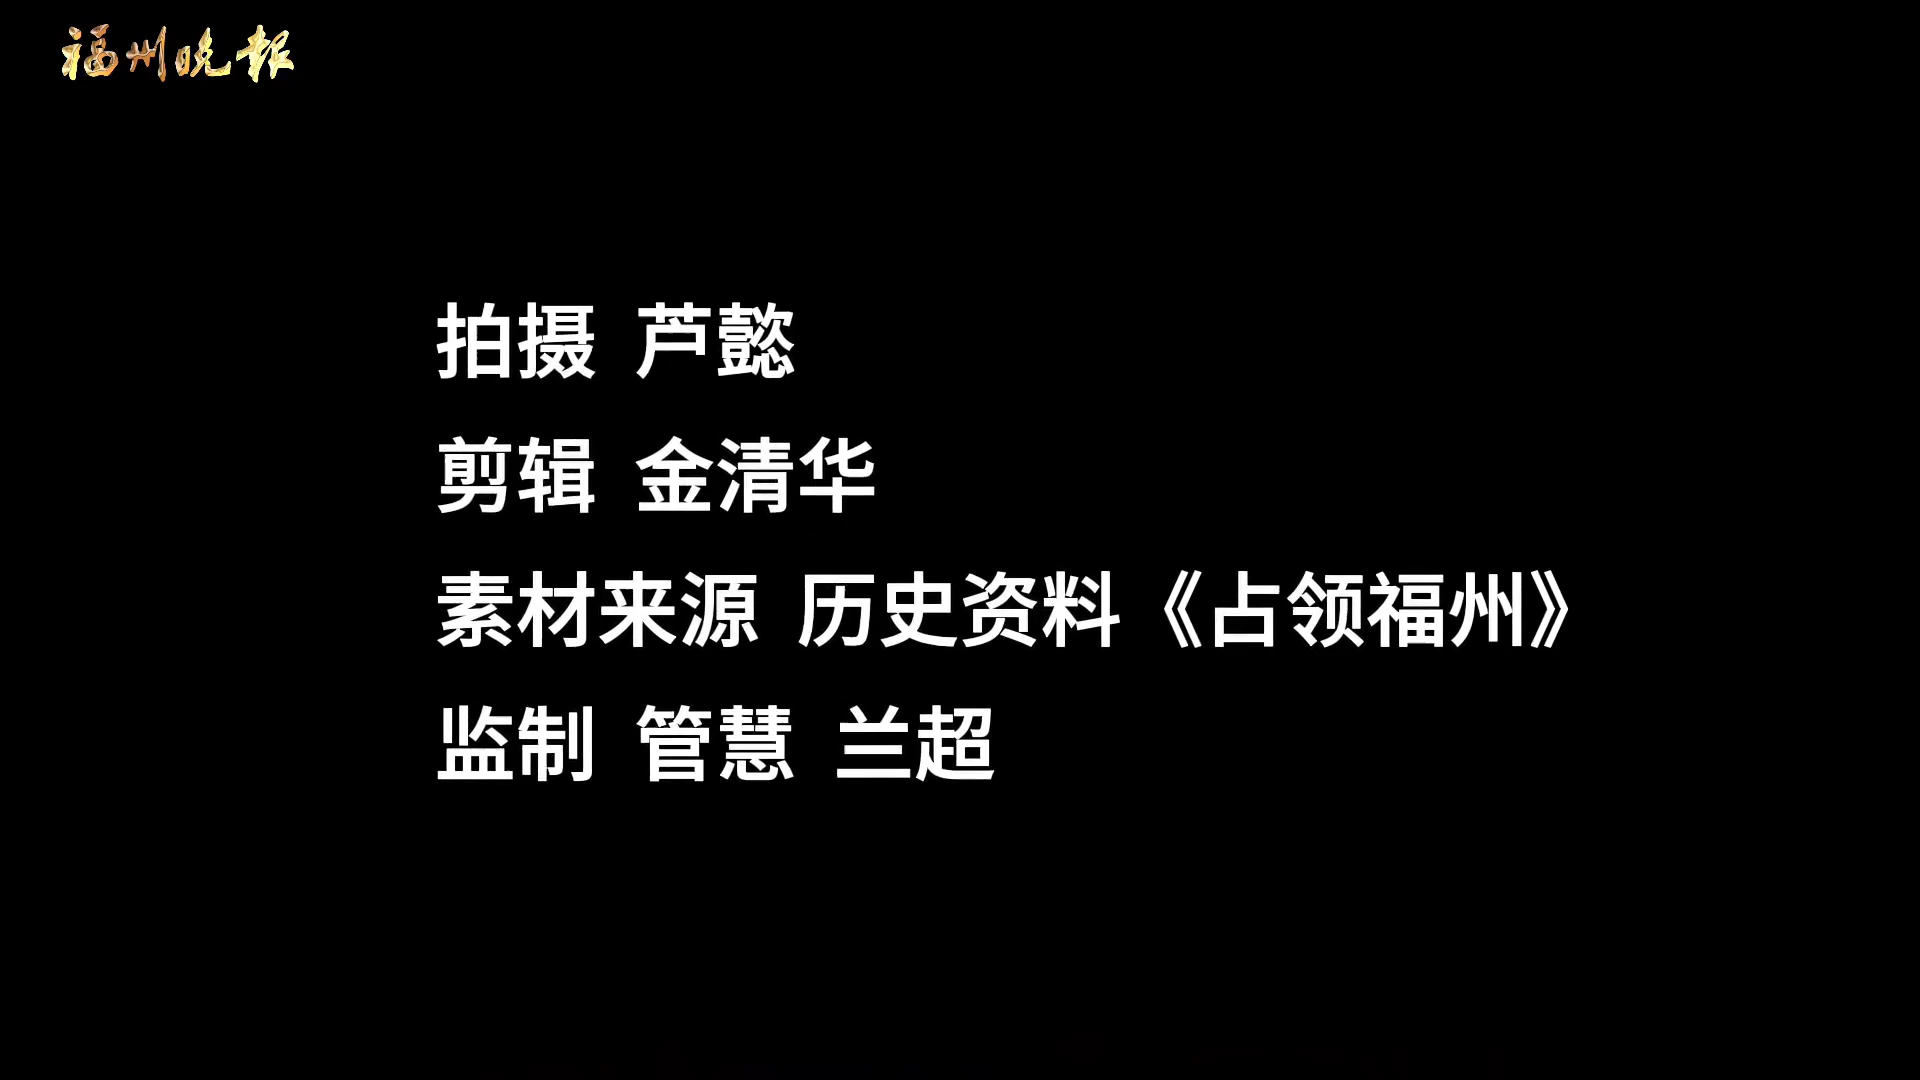 福州晚报
拍摄 芦懿
剪辑 金清华
素材来源 历史资料《占领福州》
监制 管慧 兰超